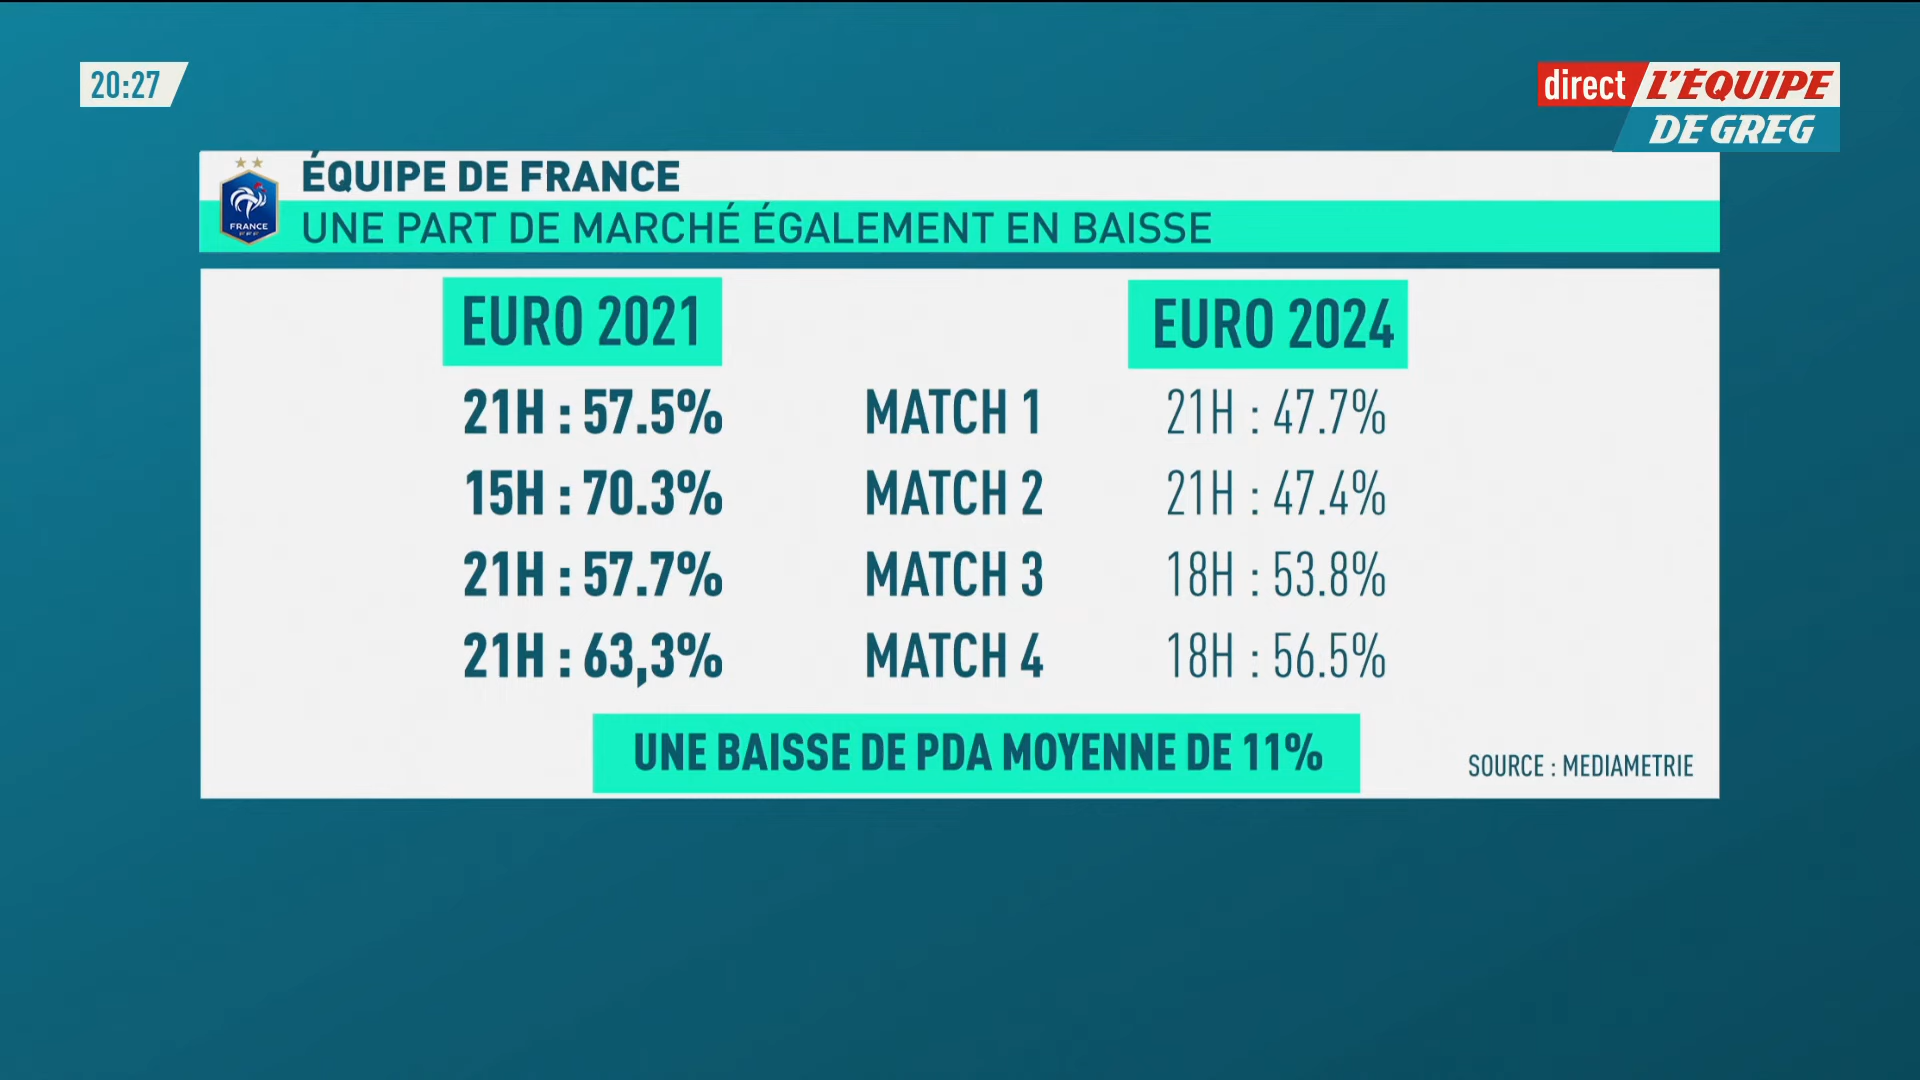 20:27
direct L'ÉQUIPE
DE GREG
ÉQUIPE DE FRANCE
FRANCE
FFF
UNE PART DE MARCHÉ ÉGALEMENT EN BAISSE
EURO 2021 EURO 2024
21H : 57.5% MATCH 1 21H : 47.7%
15H : 70.3% MATCH 2 21H : 47.4%
21H : 57.7% MATCH 3 18H : 53.8%
21H : 63,3% MATCH 4 18H : 56.5%
UNE BAISSE DE PDA MOYENNE DE 11%
SOURCE : MEDIAMETRIE